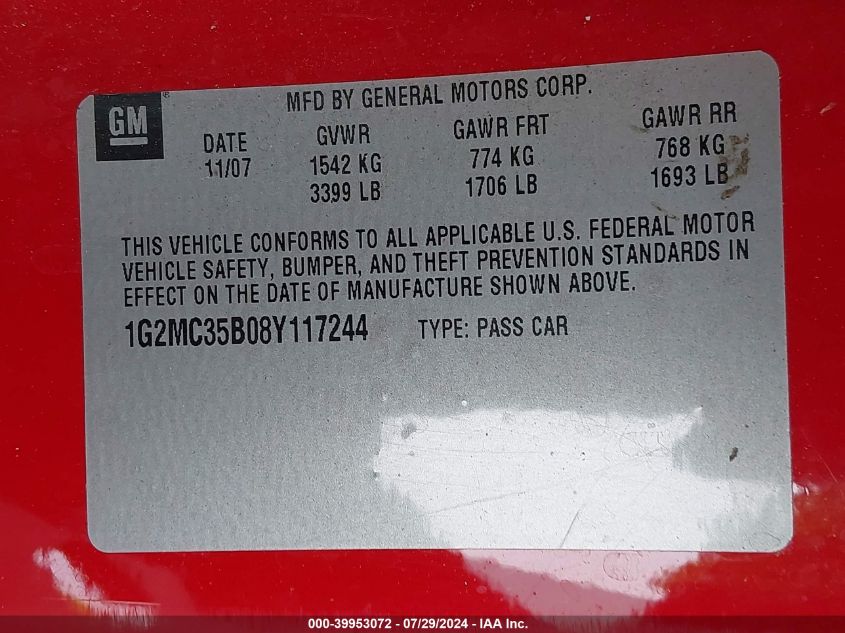 MFD BY GENERAL MOTORS CORP.
GM®
DATE GVWR GAWR FRT GAWR RR
11/07 1542 KG 774 KG 768 KG
3399 LB 1706 LB 1693 LB
THIS VEHICLE CONFORMS TO ALL APPLICABLE U.S. FEDERAL MOTOR
VEHICLE SAFETY, BUMPER, AND THEFT PREVENTION STANDARDS IN
EFFECT ON THE DATE OF MANUFACTURE SHOWN ABOVE.
1G2MC35B08Y117244 TYPE: PASS CAR
000-39953072 - 07/29/2024 - IAA Inc.